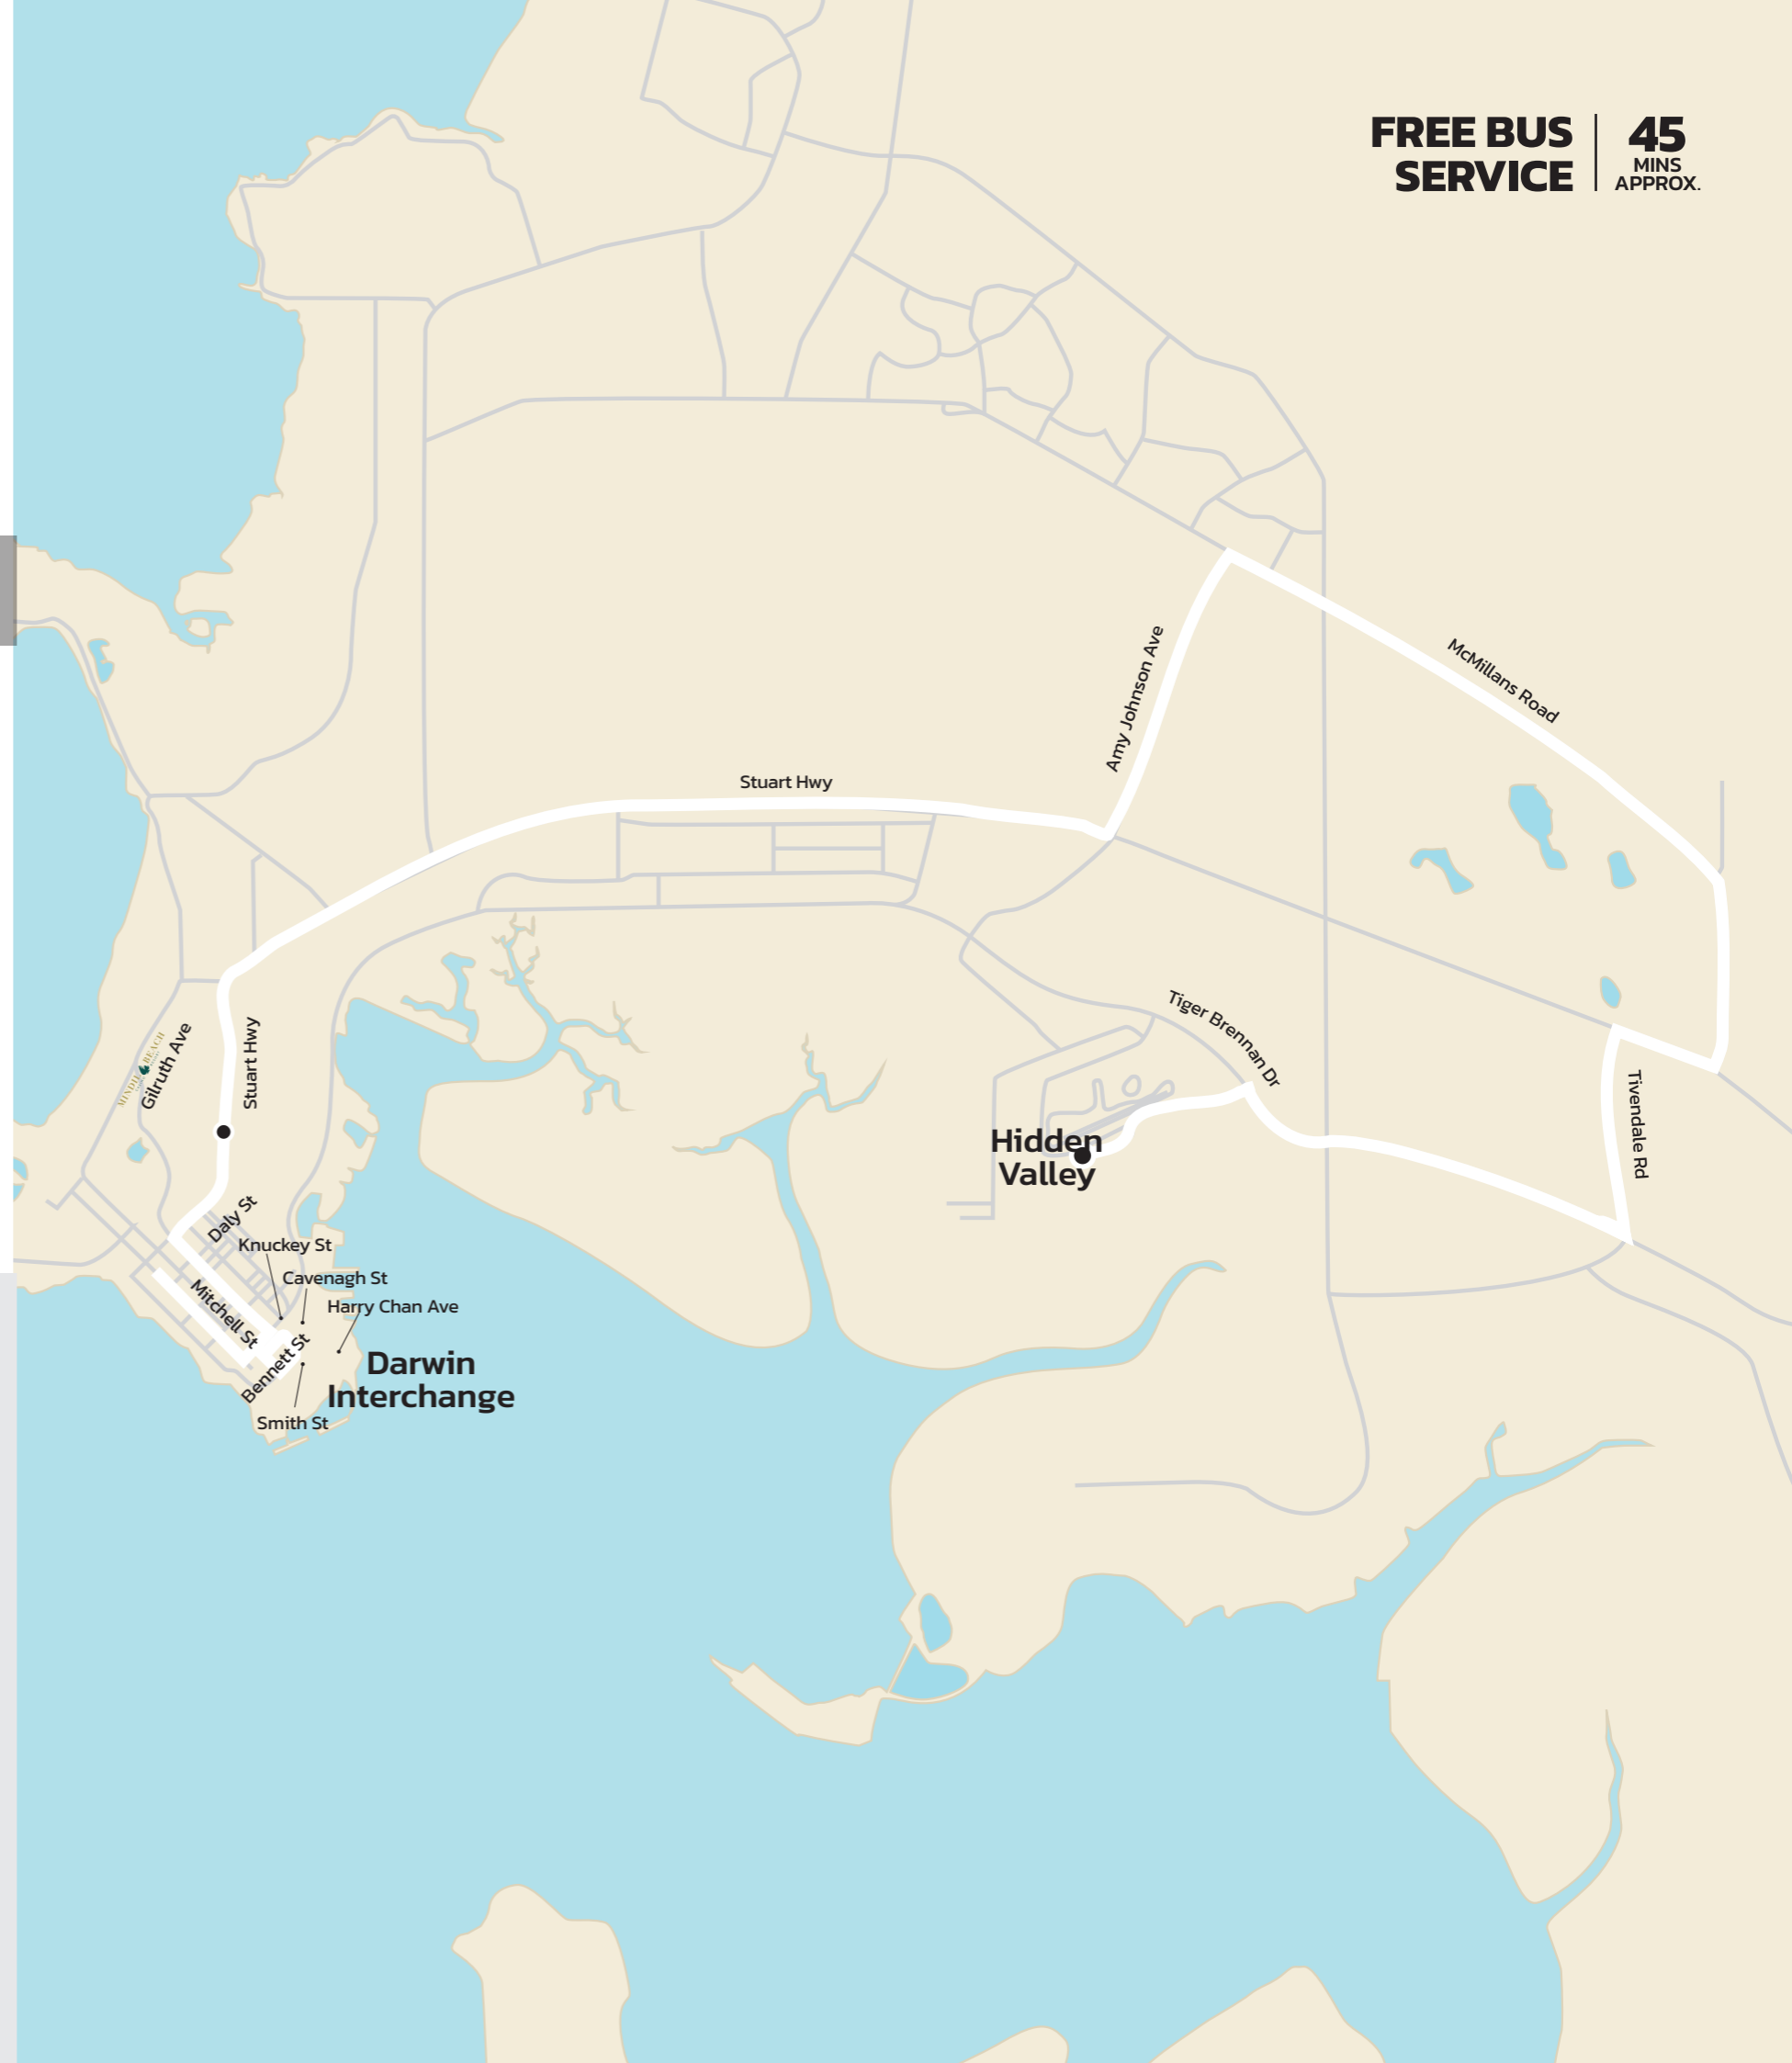 FREE BUS
SERVICE
45
MINS
APPROX.
McMillans Road
Amy Johnson Ave
Stuart Hwy
Tiger Brennan Dr
Tivendale Rd
MINDIL BEACH
Gilruth Ave
Stuart Hwy
Hidden
Valley
Daly St
Knuckey St
Cavenagh St
Harry Chan Ave
Mitchell St
Bennett St
Darwin
Interchange
Smith St